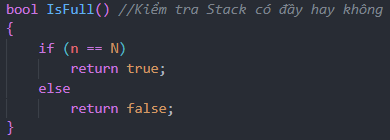 bool IsFull() //Kiểm tra Stack có đầy hay không
{
    if (n == N)
        return true;
    else
        return false;
}